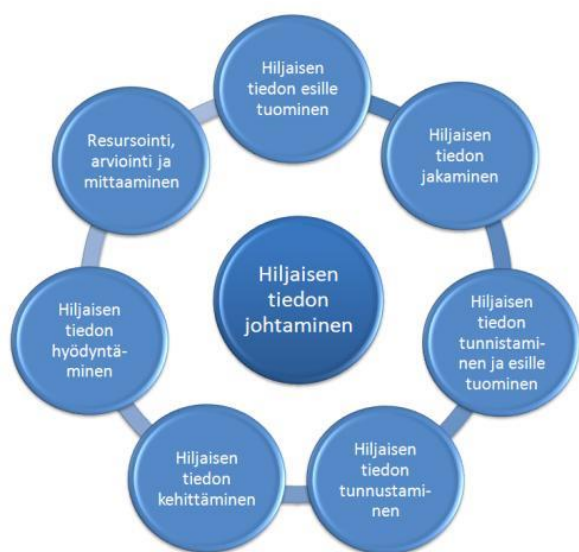 Hiljaisen
tiedon esille
tuominen
Hiljaisen
tiedon
jakaminen
Hiljaisen
tiedon
tunnistami-
nen ja esille
tuominen
Hiljaisen
tiedon
tunnustami-
nen
Hiljaisen
tiedon
kehittäminen
Hiljaisen
tiedon
hyödyntä-
minen
Resursointi,
arviointi ja
mittaaminen
Hiljaisen
tiedon
johtaminen